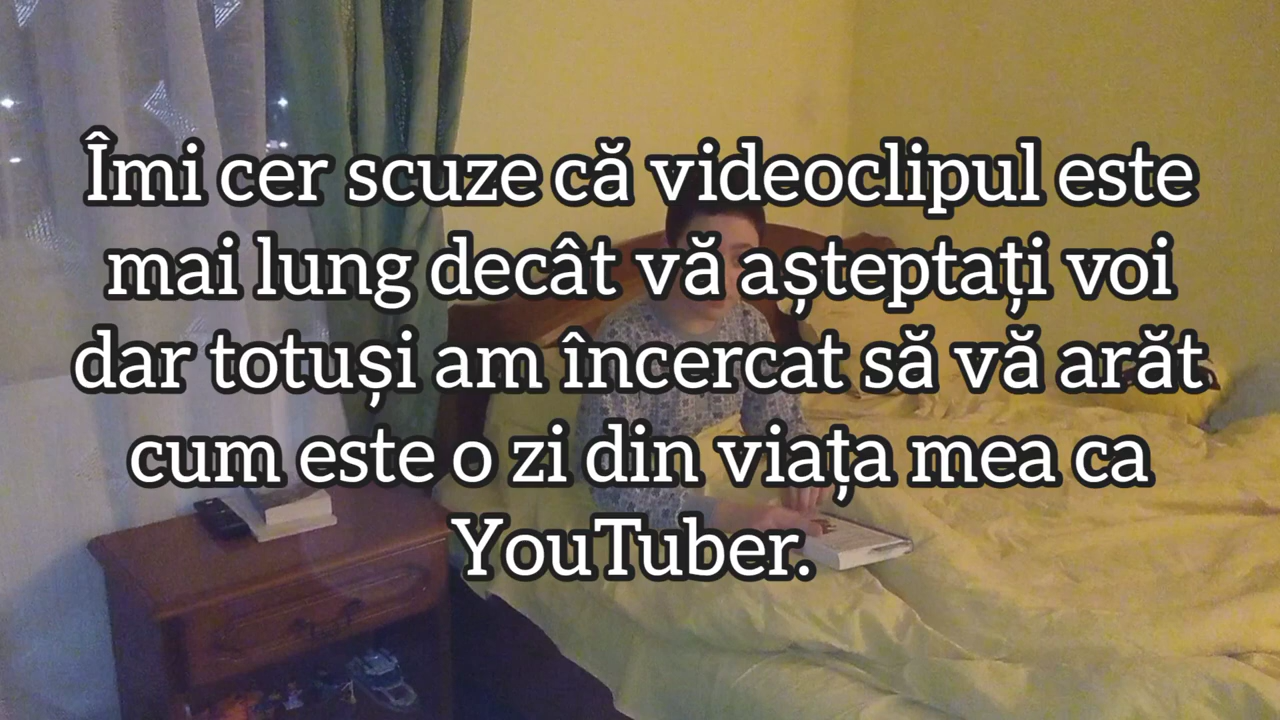 Îmi cer scuze că videoclipul este
mai lung decât vă așteptați voi
dar totuși am încercat să vă arăt
cum este o zi din viața mea ca
YouTuber.